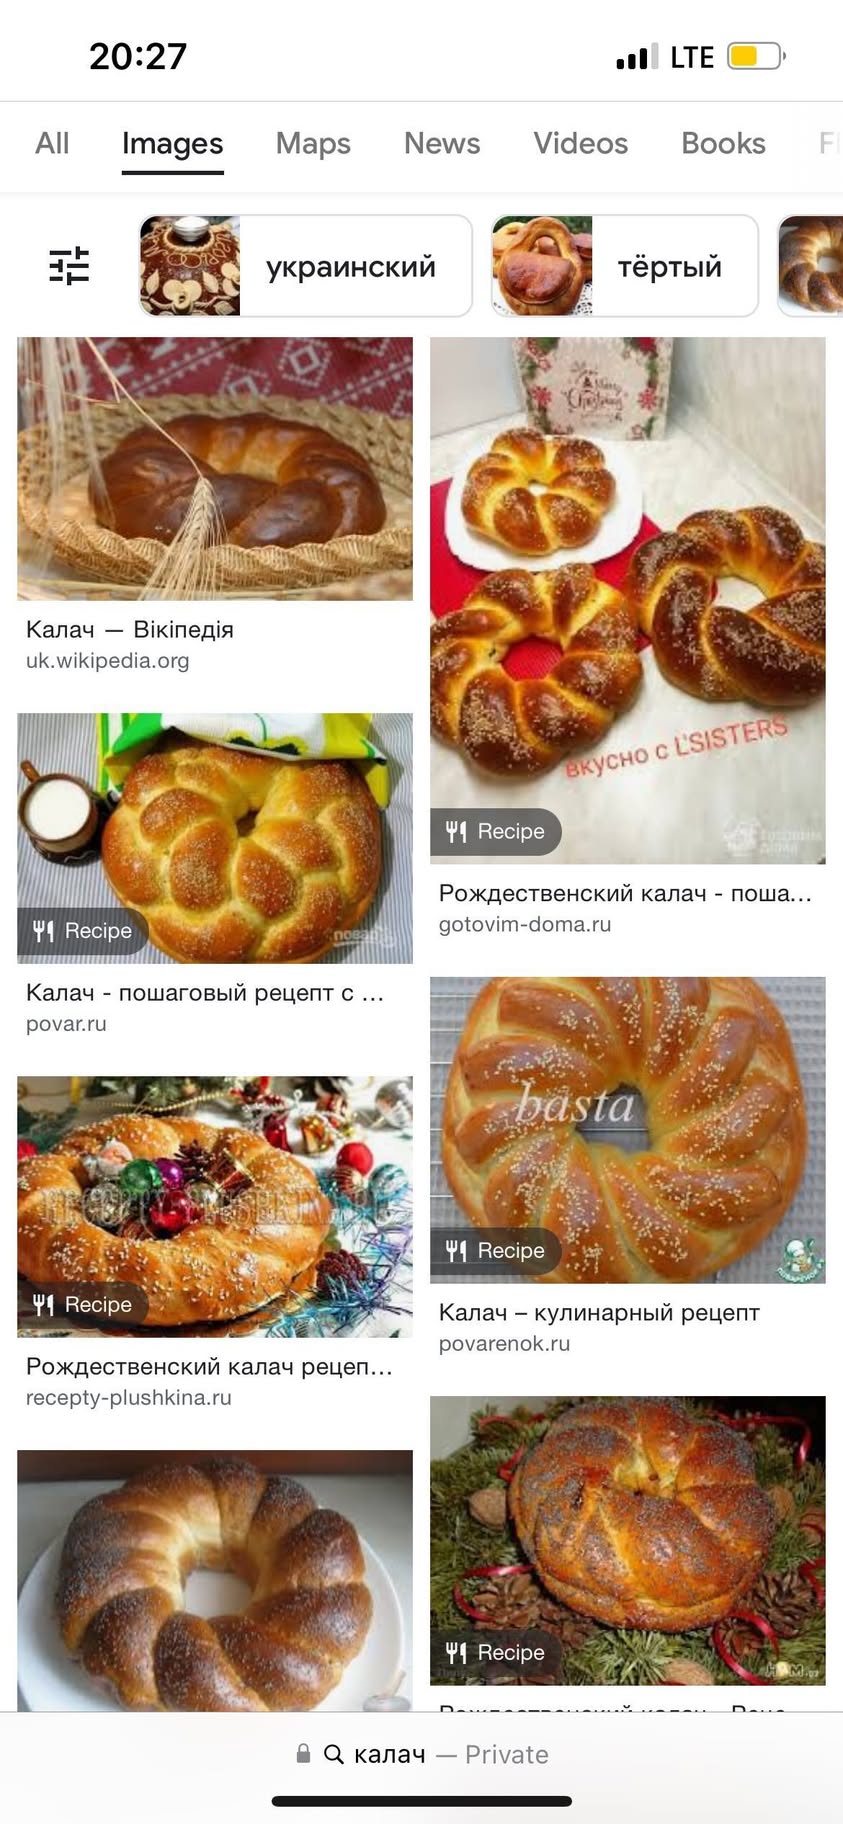 20:27
LTE
All Images Maps News Videos Books
украинский тёртый
Калач — Вікіпедія
uk.wikipedia.org
Merry
Christmas
вкусно с L'SISTERS
Recipe
Рождественский калач - поша...
gotovim-doma.ru
Recipe
Калач - пошаговый рецепт с ...
povar.ru
basta
Recipe
Калач – кулинарный рецепт
povarenok.ru
Recipe
Рождественский калач рецеп...
recepty-plushkina.ru
Recipe
калач — Private